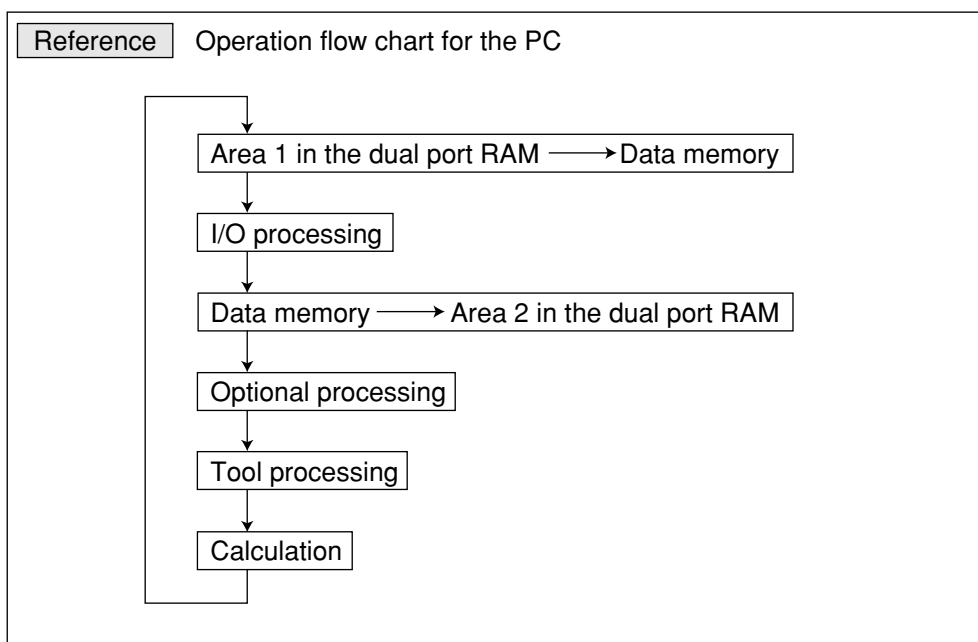 Reference Operation flow chart for the PC
Area 1 in the dual port RAM → Data memory
I/O processing
Data memory → Area 2 in the dual port RAM
Optional processing
Tool processing
Calculation